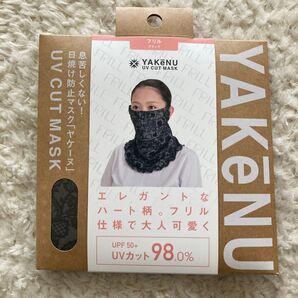 フリル
ブラック
YAKeNU
UV CUT MASK
息苦しくない!
日焼け防止マスク「ヤケーヌ」
UV CUT MASK
YAKēNU
FRILL
エレガントな
ハート柄。フリル
仕様で大人可愛く
UPF 50+
UVカット98.0%